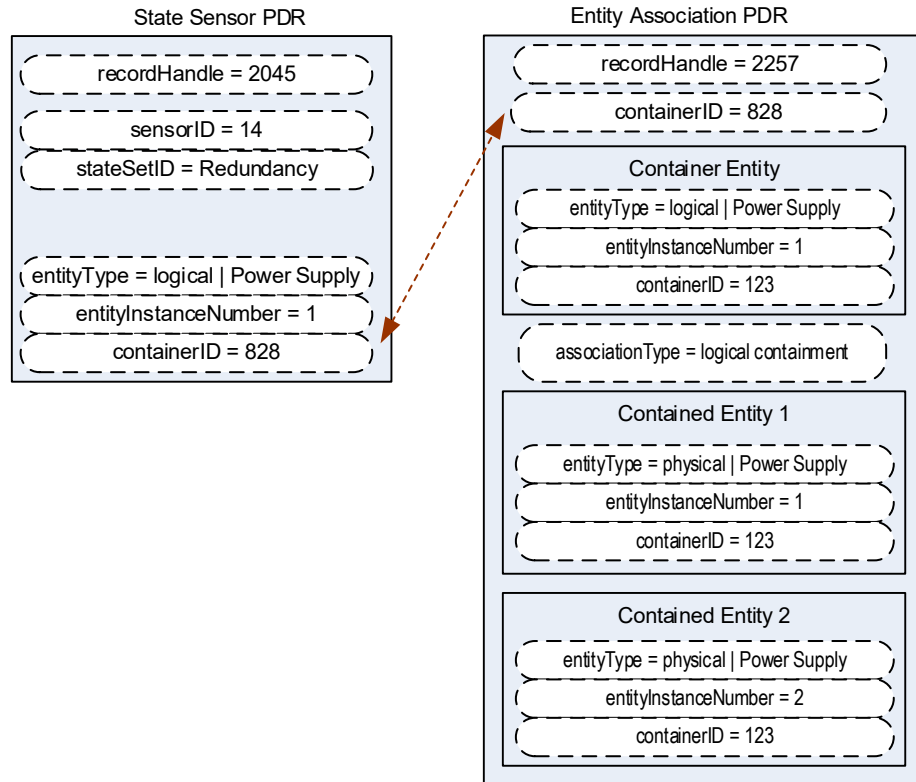 State Sensor PDR
recordHandle = 2045
sensorID = 14
stateSetID = Redundancy
entityType = logical | Power Supply
entityInstanceNumber = 1
containerID = 828
Entity Association PDR
recordHandle = 2257
containerID = 828
Container Entity
entityType = logical | Power Supply
entityInstanceNumber = 1
containerID = 123
associationType = logical containment
Contained Entity 1
entityType = physical | Power Supply
entityInstanceNumber = 1
containerID = 123
Contained Entity 2
entityType = physical | Power Supply
entityInstanceNumber = 2
containerID = 123